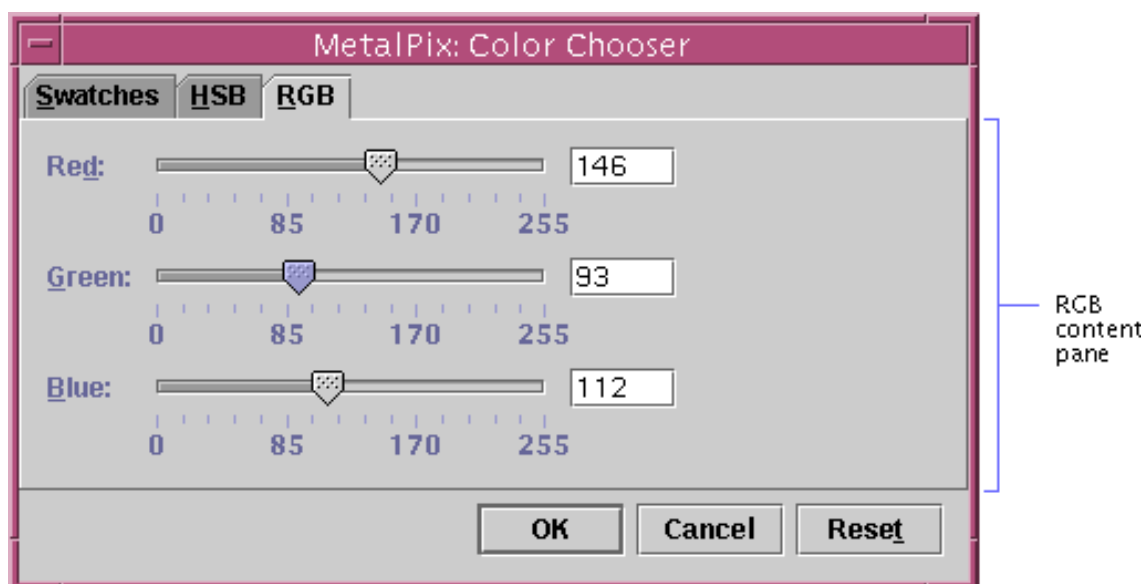 MetalPix: Color Chooser
Swatches HSB RGB
Red: 146
0 85 170 255
Green: 93
0 85 170 255
Blue: 112
0 85 170 255
RGB
content
pane
OK Cancel Reset